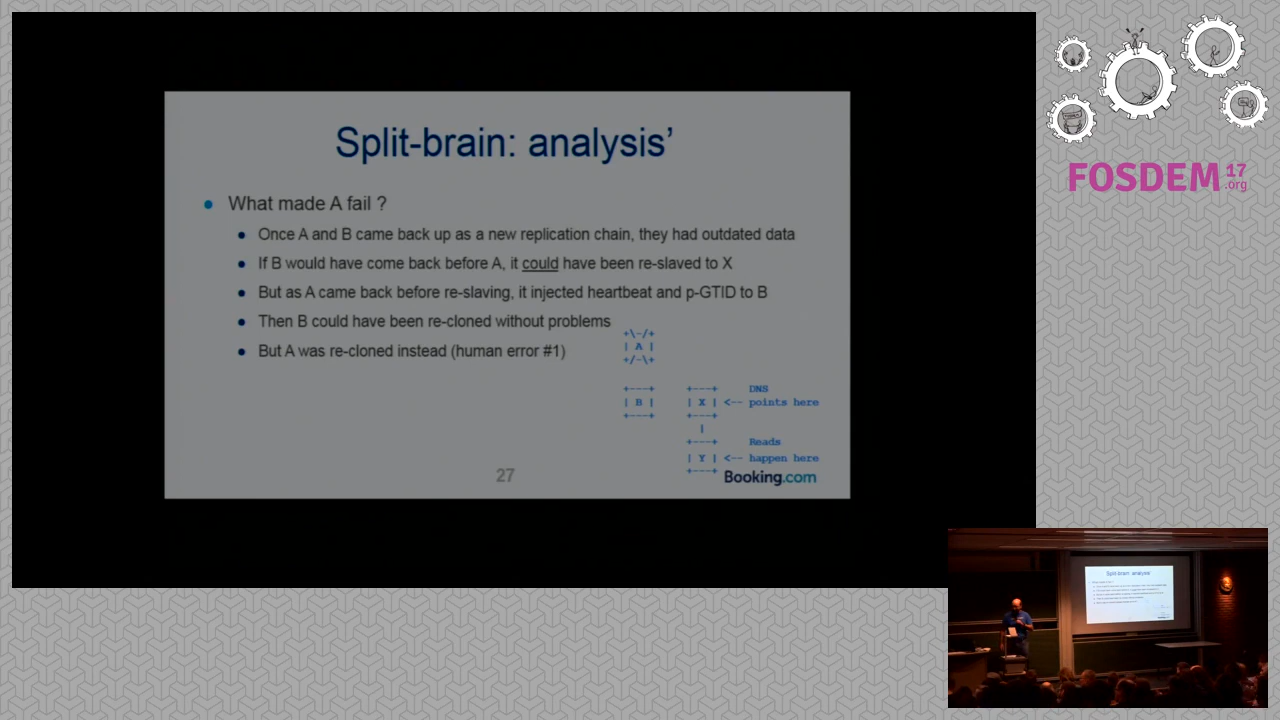 Split-brain: analysis’
What made A fail ?
Once A and B came back up as a new replication chain, they had outdated data
If B would have come back before A, it could have been re-slaved to X
But as A came back before re-slaving, it injected heartbeat and p-GTID to B
Then B could have been re-cloned without problems
But A was re-cloned instead (human error #1)
+\-/+
| A |
+/-\+
+---+ +---+ DNS
| B | | X | <-- points here
+---+ +---+
|
+---+ Reads
| Y | <-- happen here
+---+
27
Booking.com
FOSDEM 17
.org
Split-brain: analysis’